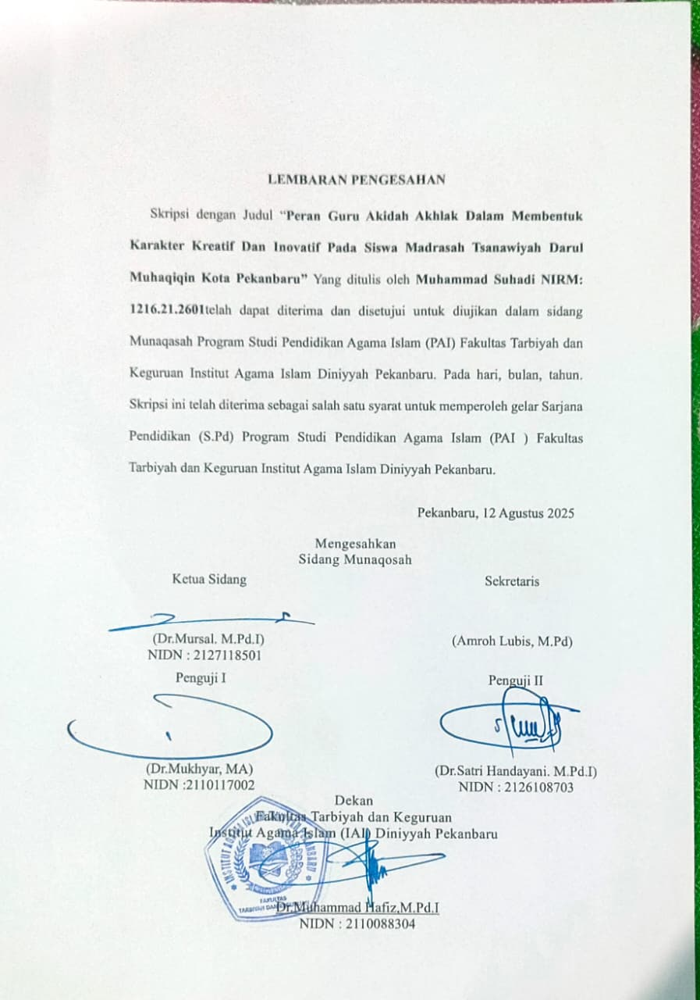 LEMBARAN PENGESAHAN
Skripsi dengan Judul “Peran Guru Akidah Akhlak Dalam Membentuk
Karakter Kreatif Dan Inovatif Pada Siswa Madrasah Tsanawiyah Darul
Muhaqiqin Kota Pekanbaru” Yang ditulis oleh Muhammad Suhadi NIRM:
1216.21.2601telah dapat diterima dan disetujui untuk diujikan dalam sidang
Munaqasah Program Studi Pendidikan Agama Islam (PAI) Fakultas Tarbiyah dan
Keguruan Institut Agama Islam Diniyyah Pekanbaru. Pada hari, bulan, tahun.
Skripsi ini telah diterima sebagai salah satu syarat untuk memperoleh gelar Sarjana
Pendidikan (S.Pd) Program Studi Pendidikan Agama Islam (PAI ) Fakultas
Tarbiyah dan Keguruan Institut Agama Islam Diniyyah Pekanbaru.
Pekanbaru, 12 Agustus 2025
Mengesahkan
Sidang Munaqosah
Ketua Sidang
Sekretaris
(Dr.Mursal. M.Pd.I)
NIDN : 2127118501
(Amroh Lubis, M.Pd)
Penguji I
Penguji II
(Dr.Mukhyar, MA)
NIDN :2110117002
(Dr.Satri Handayani. M.Pd.I)
NIDN : 2126108703
Dekan
Fakultas Tarbiyah dan Keguruan
Institut Agama Islam (IAI) Diniyyah Pekanbaru
INSTITUT AGAMA ISLAM
FAKULTAS
Dr.Muhammad Hafiz,M.Pd.I
NIDN : 2110088304